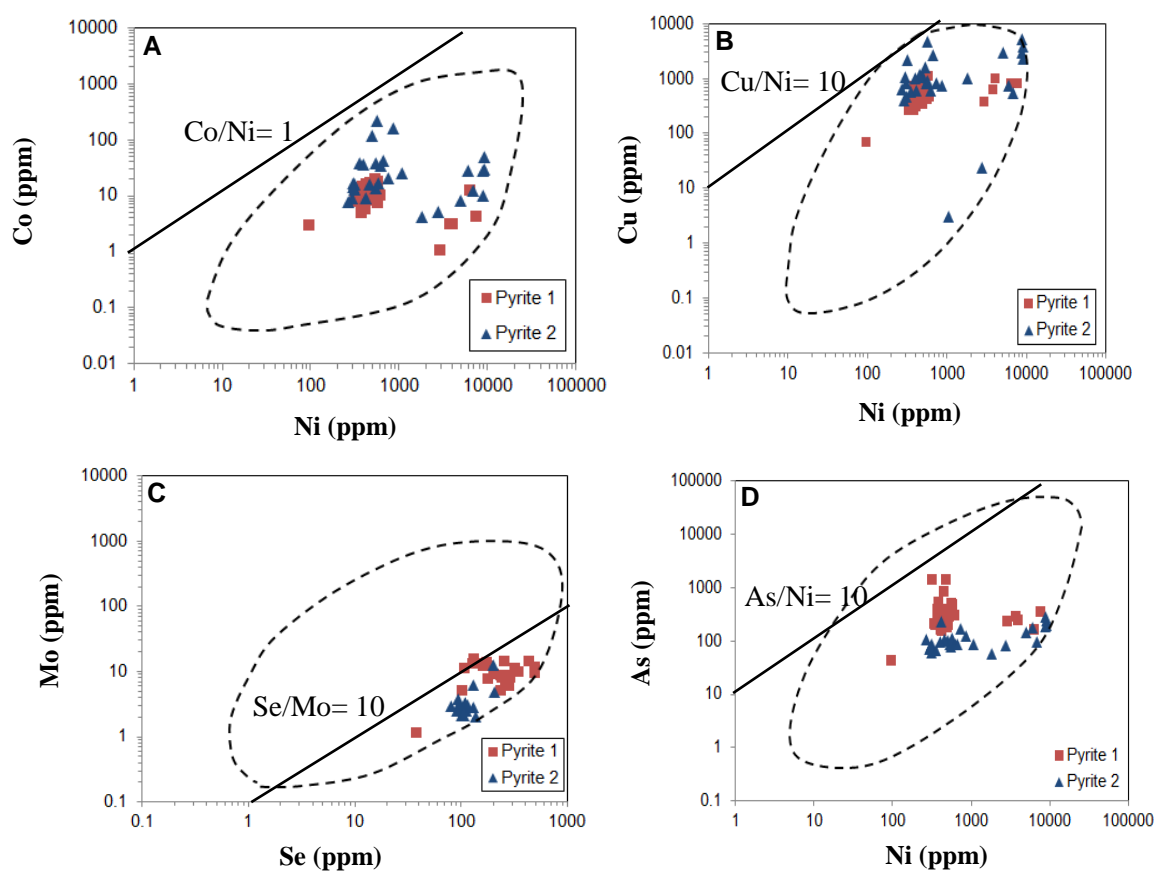 A
Co (ppm)
10000
1000
100
10
1
0.1
0.01
Co/Ni= 1
Pyrite 1
Pyrite 2
1 10 100 1000 10000 100000
Ni (ppm)
B
Cu (ppm)
10000
1000
100
10
1
0.1
0.01
Cu/Ni= 10
Pyrite 1
Pyrite 2
1 10 100 1000 10000 100000
Ni (ppm)
C
Mo (ppm)
10000
1000
100
10
1
0.1
Se/Mo= 10
Pyrite 1
Pyrite 2
0.1 1 10 100 1000
Se (ppm)
D
As (ppm)
100000
10000
1000
100
10
1
0.1
As/Ni= 10
Pyrite 1
Pyrite 2
1 10 100 1000 10000 100000
Ni (ppm)